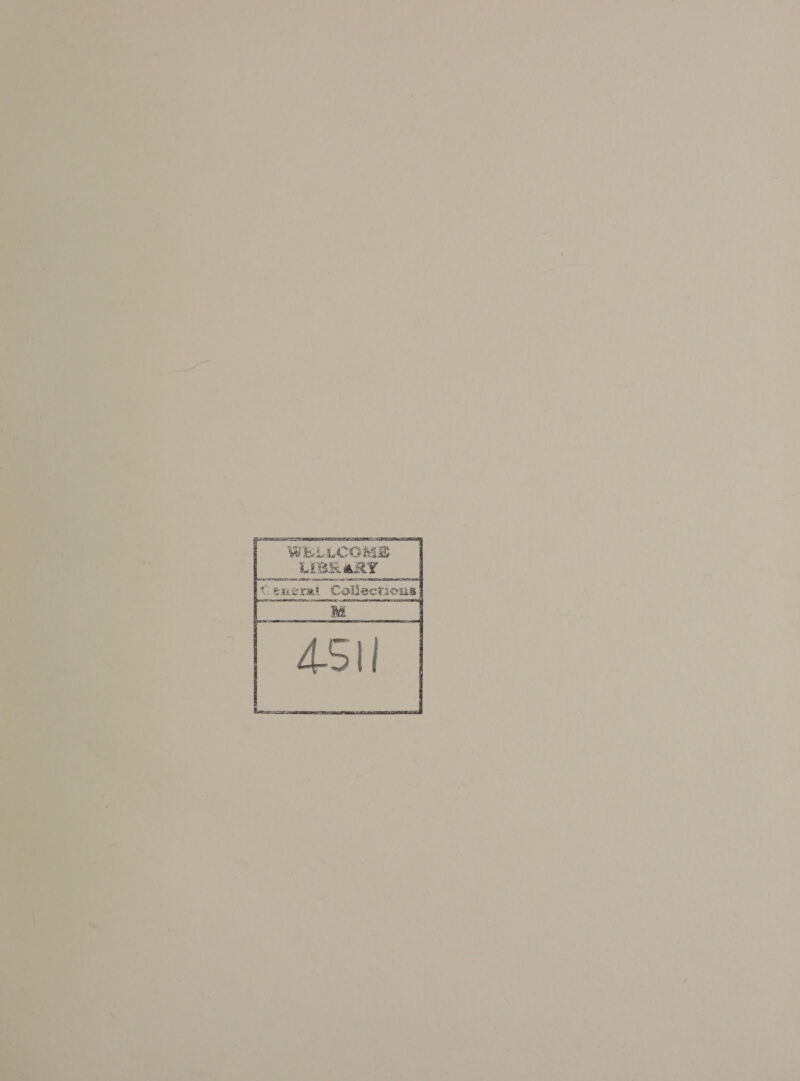 WELLCOME
LIBRARY
General Collections
M
4511